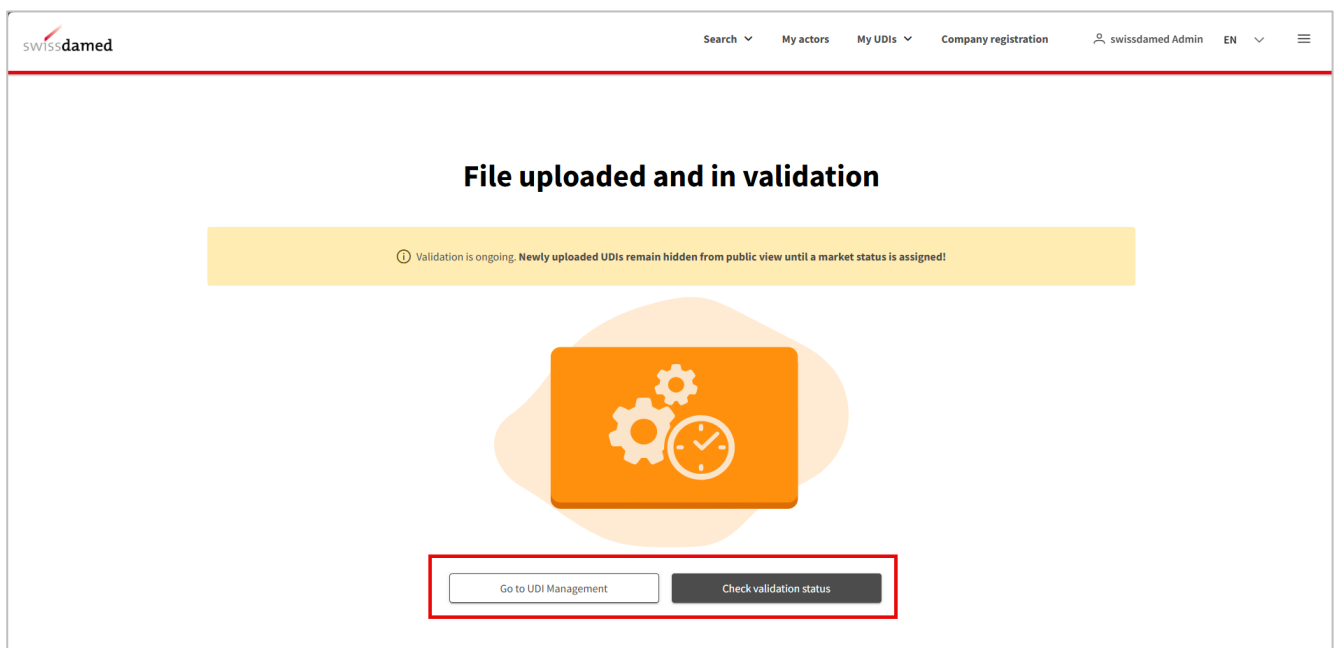 swissdamed
Search My actors My UDIs Company registration swissdamed Admin EN
File uploaded and in validation
Validation is ongoing. Newly uploaded UDIs remain hidden from public view until a market status is assigned!
Go to UDI Management Check validation status